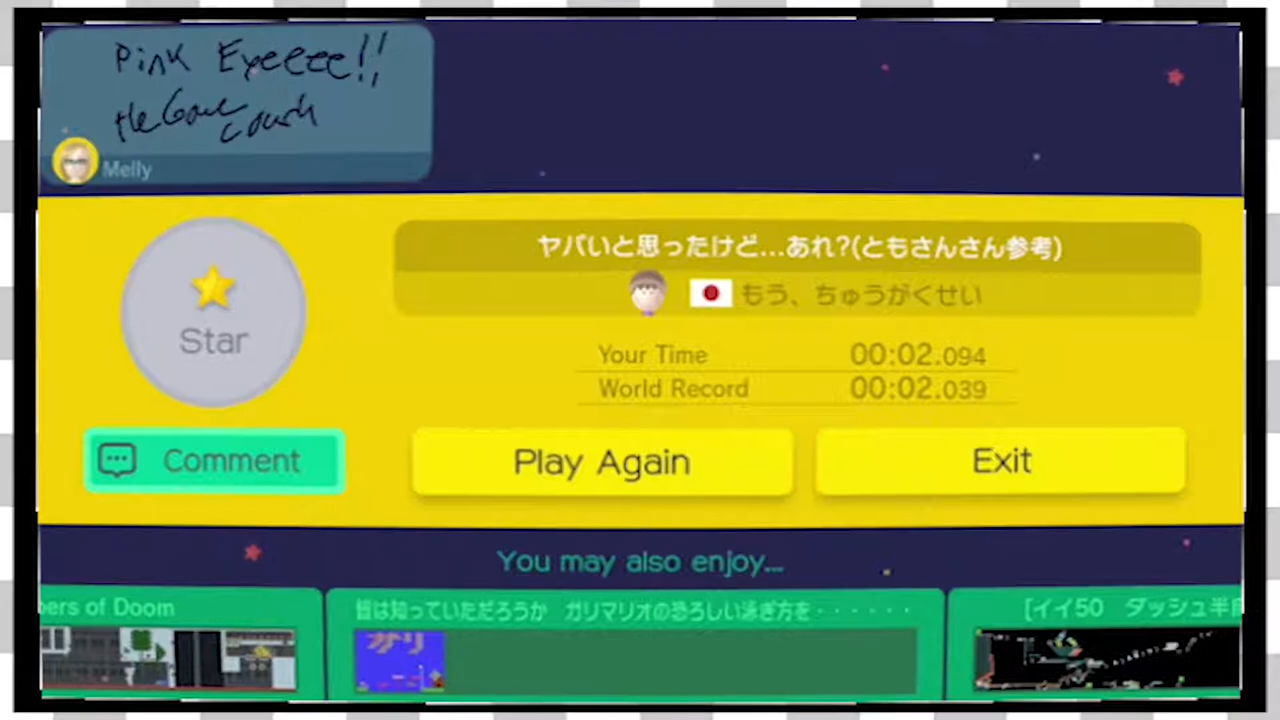 Pink Eyeeee!!
the Goat
Melly
ヤバいと思ったけど...あれ?(ともさんさん参考)
もう、ちゅうがくせい
Star
Your Time 00:02.094
World Record 00:02.039
Comment
Play Again
Exit
You may also enjoy...
bers of Doom
皆は知っていただろうか ガリマリオの恐ろしい泳ぎ方を・・・・・・
[イイ50 ダッシュ半
ガリ